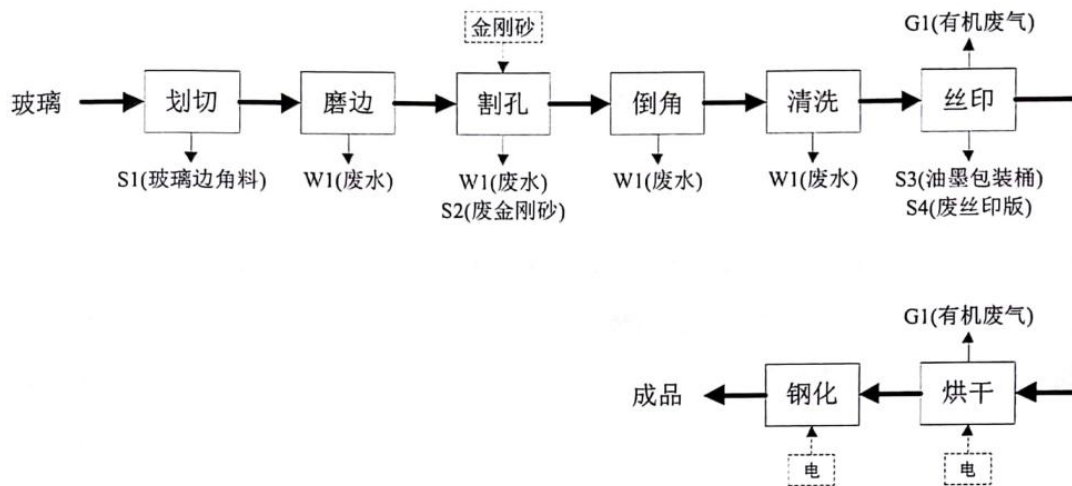 金刚砂
G1(有机废气)
玻璃
划切
磨边
割孔
倒角
清洗
丝印
S1(玻璃边角料)
W1(废水)
W1(废水)
S2(废金刚砂)
W1(废水)
W1(废水)
S3(油墨包装桶)
S4(废丝印版)
G1(有机废气)
成品
钢化
烘干
电
电